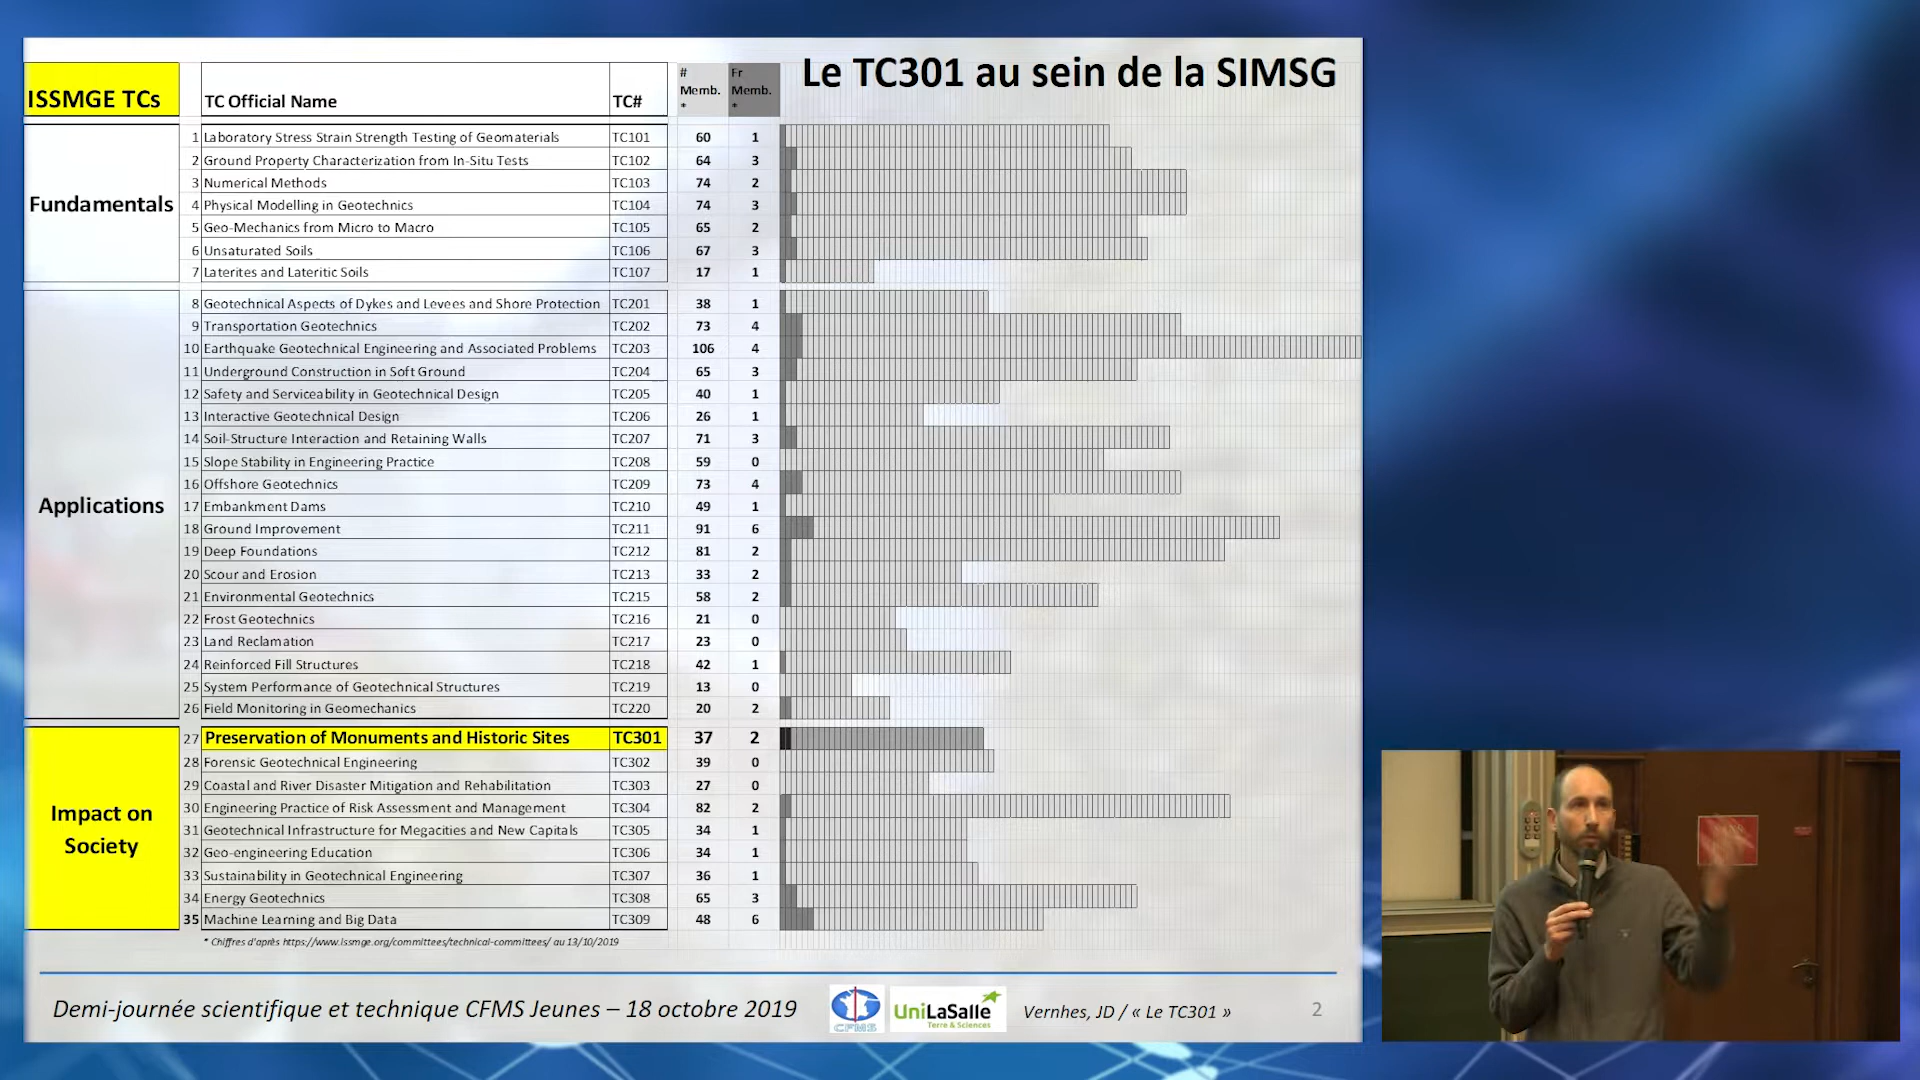 Le TC301 au sein de la SIMSG
ISSMGE TCs
TC Official Name TC# # Memb. * Fr Memb. *
Fundamentals
1 Laboratory Stress Strain Strength Testing of Geomaterials TC101 60 1
2 Ground Property Characterization from In-Situ Tests TC102 64 3
3 Numerical Methods TC103 74 2
4 Physical Modelling in Geotechnics TC104 74 3
5 Geo-Mechanics from Micro to Macro TC105 65 2
6 Unsaturated Soils TC106 67 3
7 Laterites and Lateritic Soils TC107 17 1
Applications
8 Geotechnical Aspects of Dykes and Levees and Shore Protection TC201 38 1
9 Transportation Geotechnics TC202 73 4
10 Earthquake Geotechnical Engineering and Associated Problems TC203 106 4
11 Underground Construction in Soft Ground TC204 65 3
12 Safety and Serviceability in Geotechnical Design TC205 40 1
13 Interactive Geotechnical Design TC206 26 1
14 Soil-Structure Interaction and Retaining Walls TC207 71 3
15 Slope Stability in Engineering Practice TC208 59 0
16 Offshore Geotechnics TC209 73 4
17 Embankment Dams TC210 49 1
18 Ground Improvement TC211 91 6
19 Deep Foundations TC212 81 2
20 Scour and Erosion TC213 33 2
21 Environmental Geotechnics TC215 58 2
22 Frost Geotechnics TC216 21 0
23 Land Reclamation TC217 23 0
24 Reinforced Fill Structures TC218 42 1
25 System Performance of Geotechnical Structures TC219 13 0
26 Field Monitoring in Geomechanics TC220 20 2
Impact on
Society
27 Preservation of Monuments and Historic Sites TC301 37 2
28 Forensic Geotechnical Engineering TC302 39 0
29 Coastal and River Disaster Mitigation and Rehabilitation TC303 27 0
30 Engineering Practice of Risk Assessment and Management TC304 82 2
31 Geotechnical Infrastructure for Megacities and New Capitals TC305 34 1
32 Geo-engineering Education TC306 34 1
33 Sustainability in Geotechnical Engineering TC307 36 1
34 Energy Geotechnics TC308 65 3
35 Machine Learning and Big Data TC309 48 6
* Chiffres d'après https://www.issmge.org/committees/technical-committees/ au 13/10/2019
Demi-journée scientifique et technique CFMS Jeunes – 18 octobre 2019
CFMS
UniLaSalle
Terre & Sciences
Vernhes, JD / « Le TC301 »
2